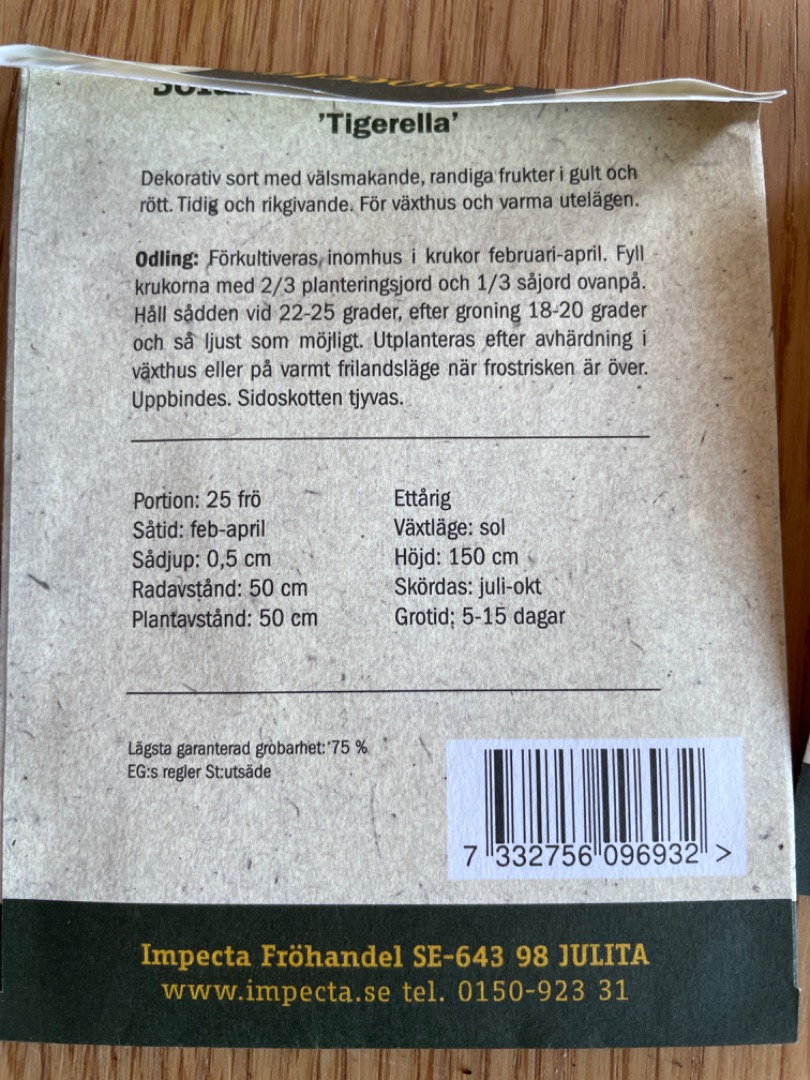 'Tigerella'
Dekorativ sort med välsmakande, randiga frukter i gult och
rött. Tidig och rikgivande. För växthus och varma utelägen.
Odling: Förkultiveras inomhus i krukor februari-april. Fyll
krukorna med 2/3 planteringsjord och 1/3 såjord ovanpå.
Håll sådden vid 22-25 grader, efter groning 18-20 grader
och så ljust som möjligt. Utplanteras efter avhärdning i
växthus eller på varmt frilandsläge när frostrisken är över.
Uppbindes. Sidoskotten tjyvas.
Portion: 25 frö
Såtid: feb-april
Sådjup: 0,5 cm
Radavstånd: 50 cm
Plantavstånd: 50 cm
Ettårig
Växtläge: sol
Höjd: 150 cm
Skördas: juli-okt
Grotid: 5-15 dagar
Lägsta garanterad grobarhet: 75 %
EG:s regler St:utsäde
7 332756 096932 >
Impecta Fröhandel SE-643 98 JULITA
www.impecta.se tel. 0150-923 31